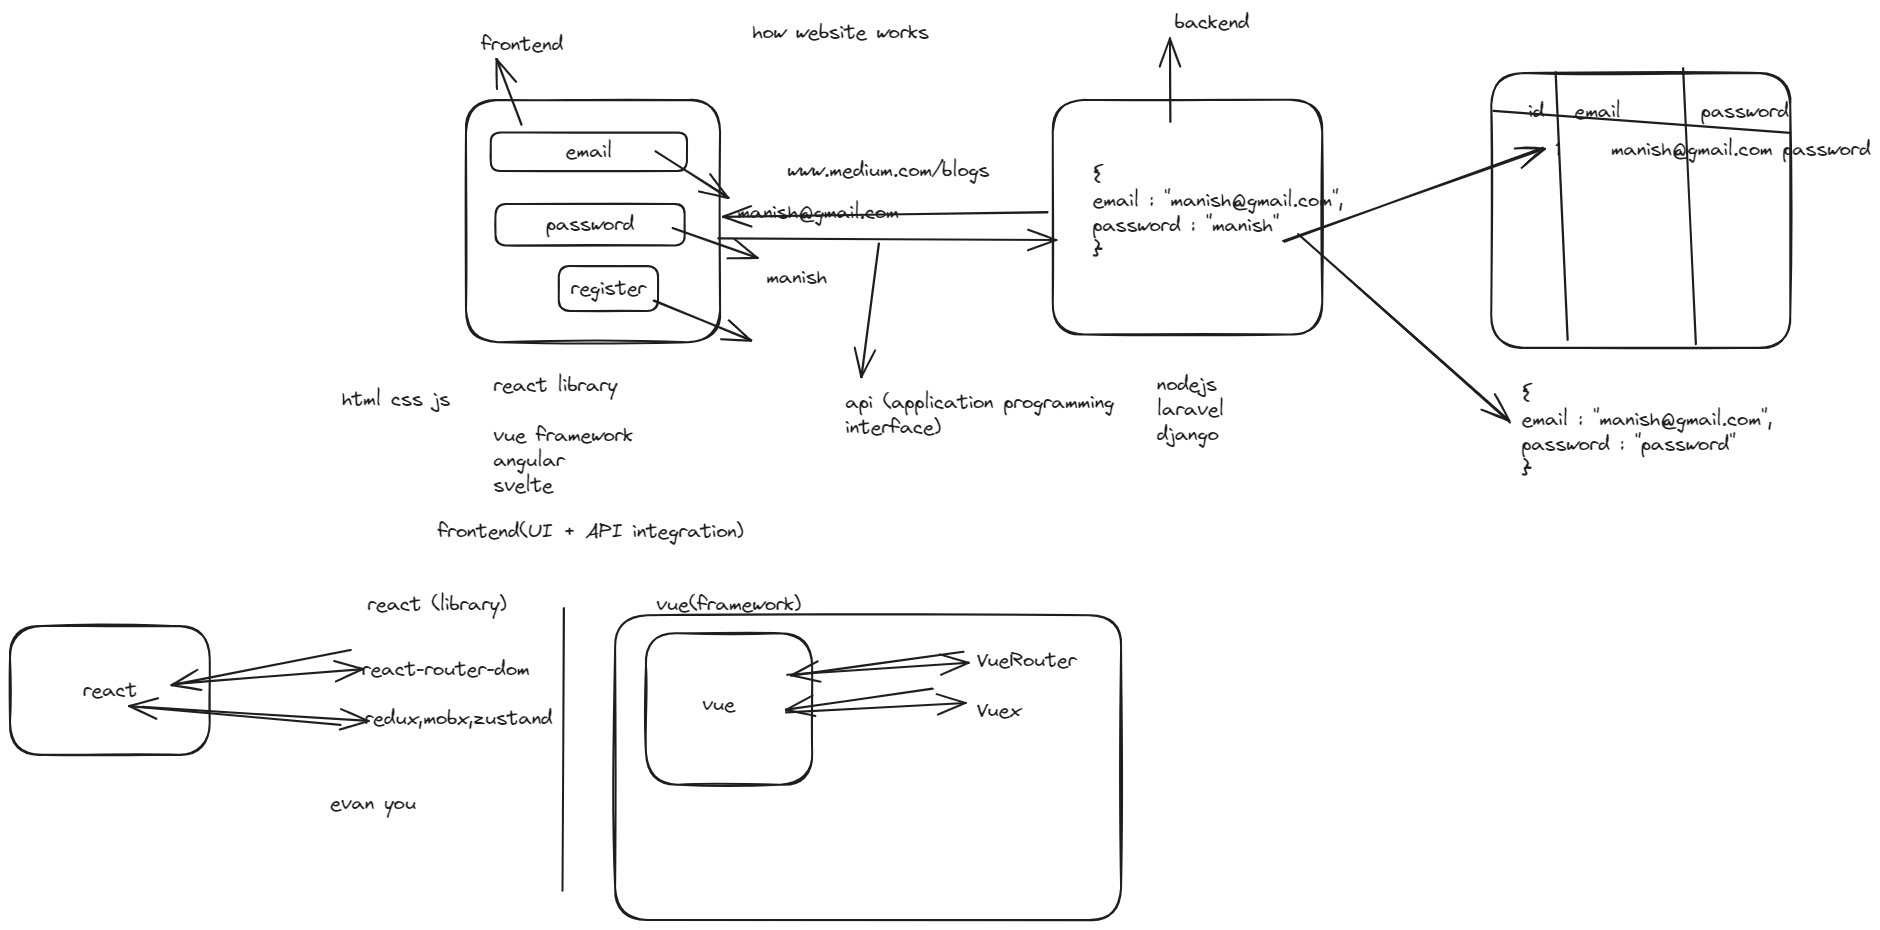 how website works
frontend
backend
email
password
register
www.medium.com/blogs
manish@gmail.com
manish
{
email : "manish@gmail.com",
password : "manish"
}
id email password
manish@gmail.com password
html css js
react library
vue framework
angular
svelte
api (application programming
interface)
nodejs
laravel
django
{
email : "manish@gmail.com",
password : "password"
}
frontend(UI + API integration)
react (library)
react
react-router-dom
redux,mobx,zustand
evan you
vue(framework)
vue
VueRouter
Vuex